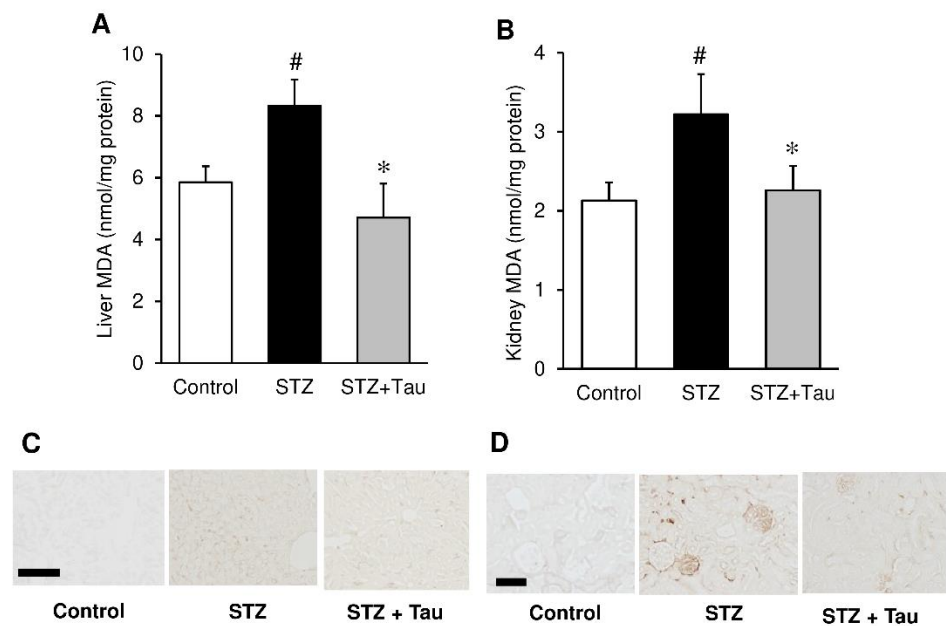 A
Liver MDA (nmol/mg protein)
10
8
6
4
2
0
#
*
Control STZ STZ+Tau
B
Kidney MDA (nmol/mg protein)
4
3
2
1
0
#
*
Control STZ STZ+Tau
C
Control STZ STZ + Tau
D
Control STZ STZ + Tau